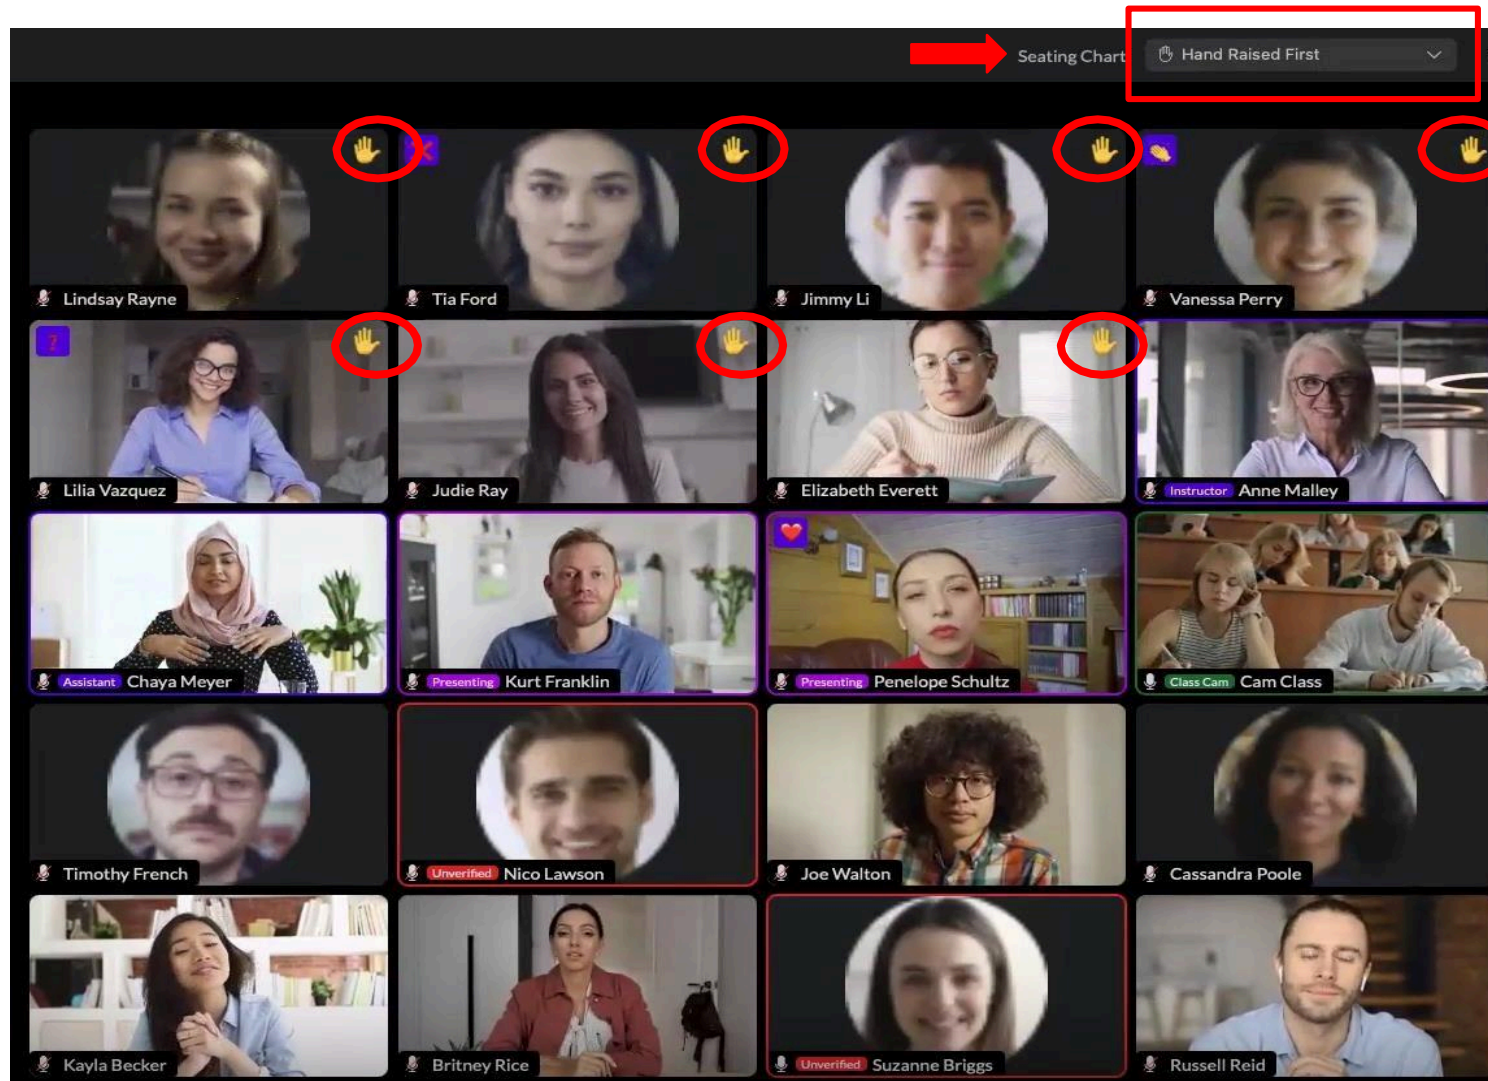 Seating Chart
Hand Raised First
Lindsay Rayne
Tia Ford
Jimmy Li
Vanessa Perry
?
Lilia Vazquez
Judie Ray
Elizabeth Everett
Instructor Anne Malley
Assistant Chaya Meyer
Presenting Kurt Franklin
Presenting Penelope Schultz
Class Cam Cam Class
Timothy French
Unverified Nico Lawson
Joe Walton
Cassandra Poole
Kayla Becker
Britney Rice
Unverified Suzanne Briggs
Russell Reid